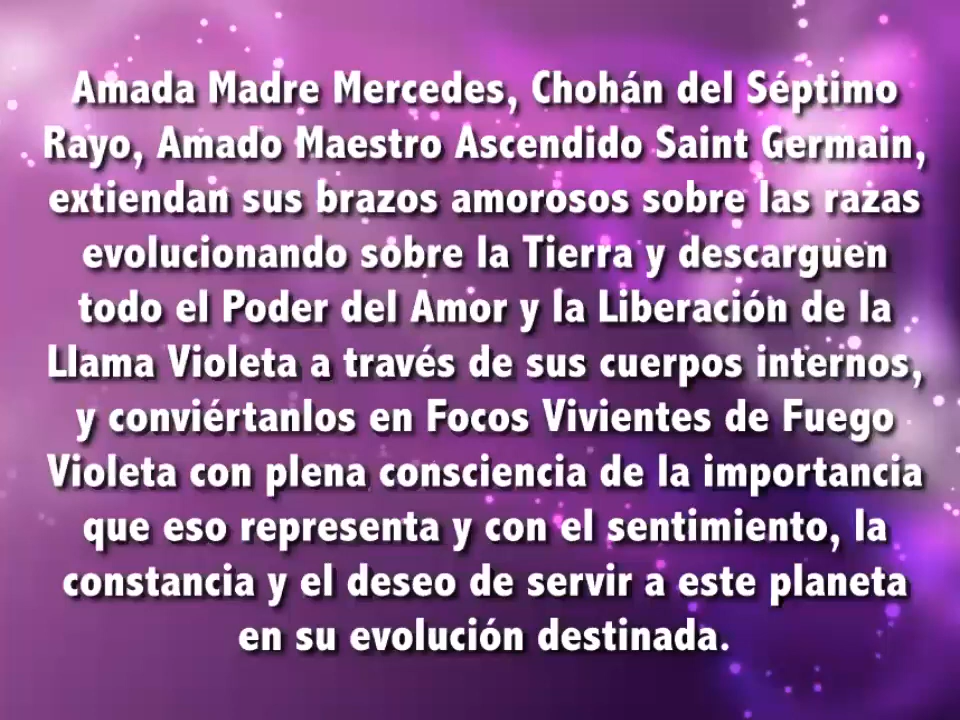 Amada Madre Mercedes, Chohán del Séptimo
Rayo, Amado Maestro Ascendido Saint Germain,
extiendan sus brazos amorosos sobre las razas
evolucionando sobre la Tierra y descarguen
todo el Poder del Amor y la Liberación de la
Llama Violeta a través de sus cuerpos internos,
y conviértanlos en Focos Vivientes de Fuego
Violeta con plena consciencia de la importancia
que eso representa y con el sentimiento, la
constancia y el deseo de servir a este planeta
en su evolución destinada.